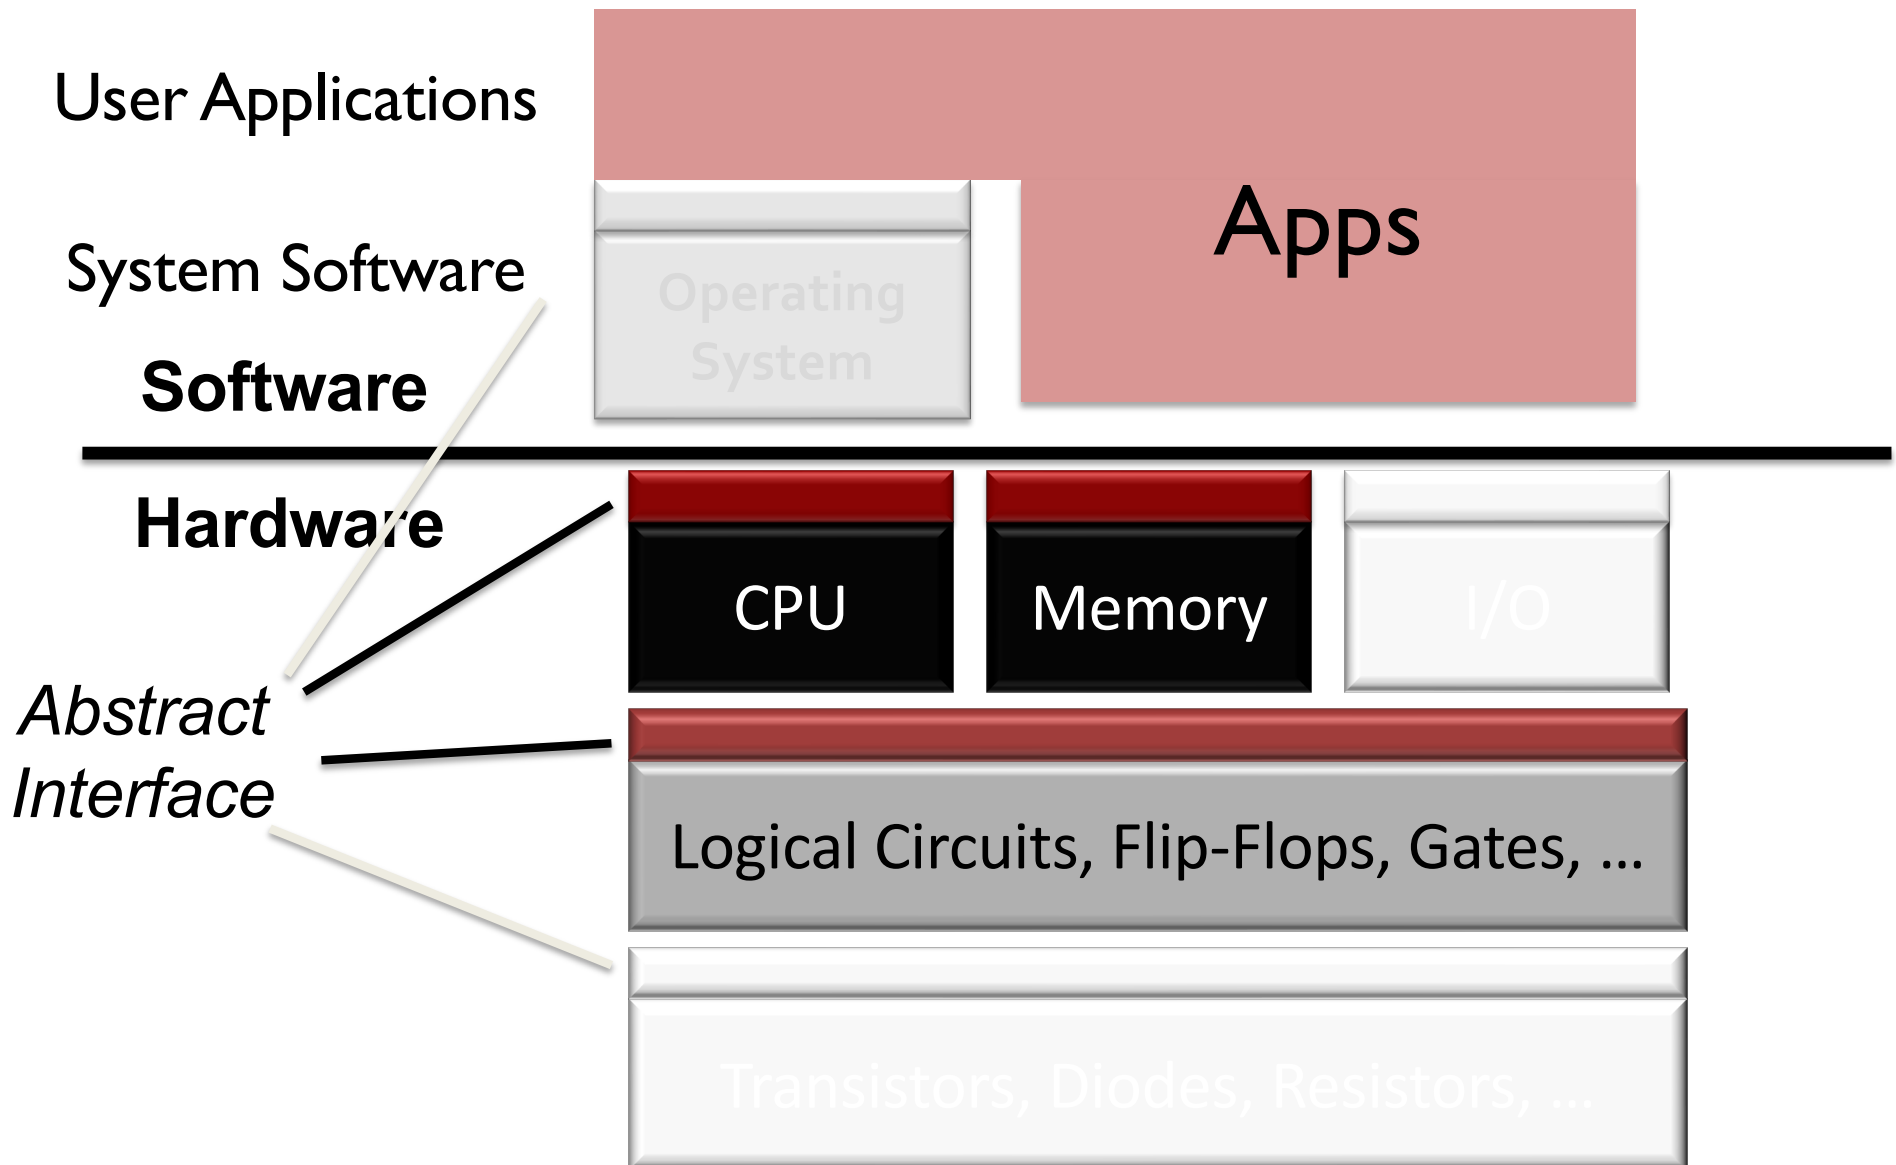 User Applications
Apps
System Software
Operating
System
Software
Hardware
CPU
Memory
I/O
Abstract
Interface
Logical Circuits, Flip-Flops, Gates, ...
Transistors, Diodes, Resistors, ...